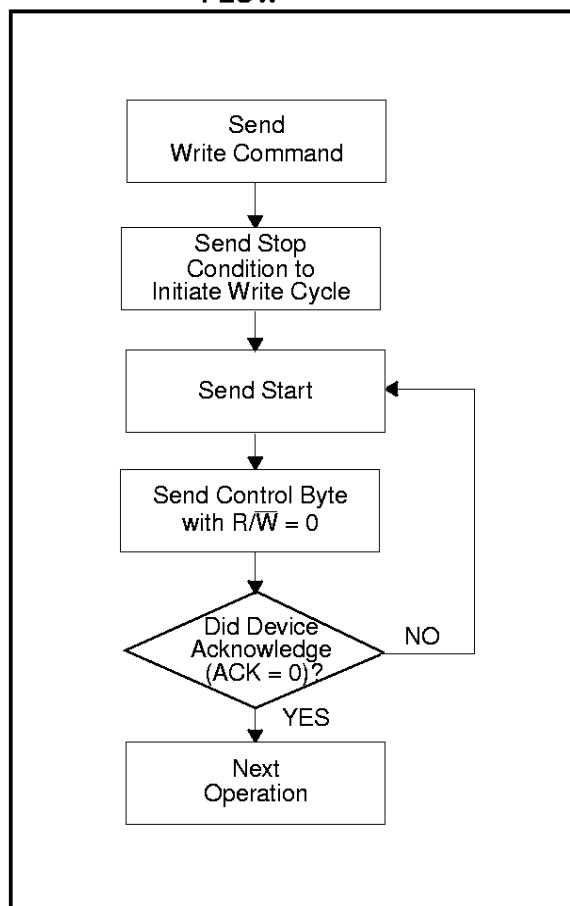 FLOW
Send
Write Command
Send Stop
Condition to
Initiate Write Cycle
Send Start
Send Control Byte
with R/W̅ = 0
Did Device
Acknowledge
(ACK = 0)?
NO
YES
Next
Operation